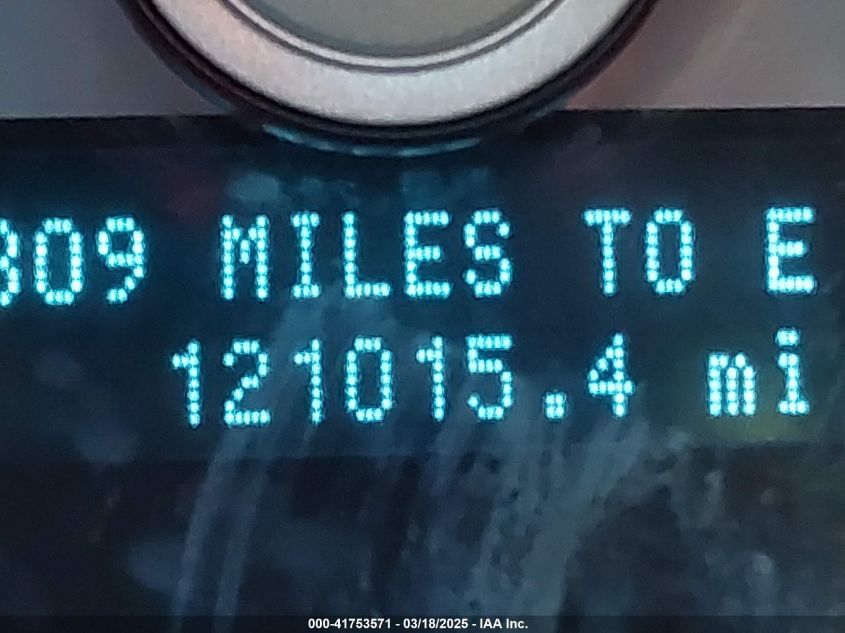 309 MILES TO E
121015.4 mi
000-41753571 - 03/18/2025 - IAA Inc.